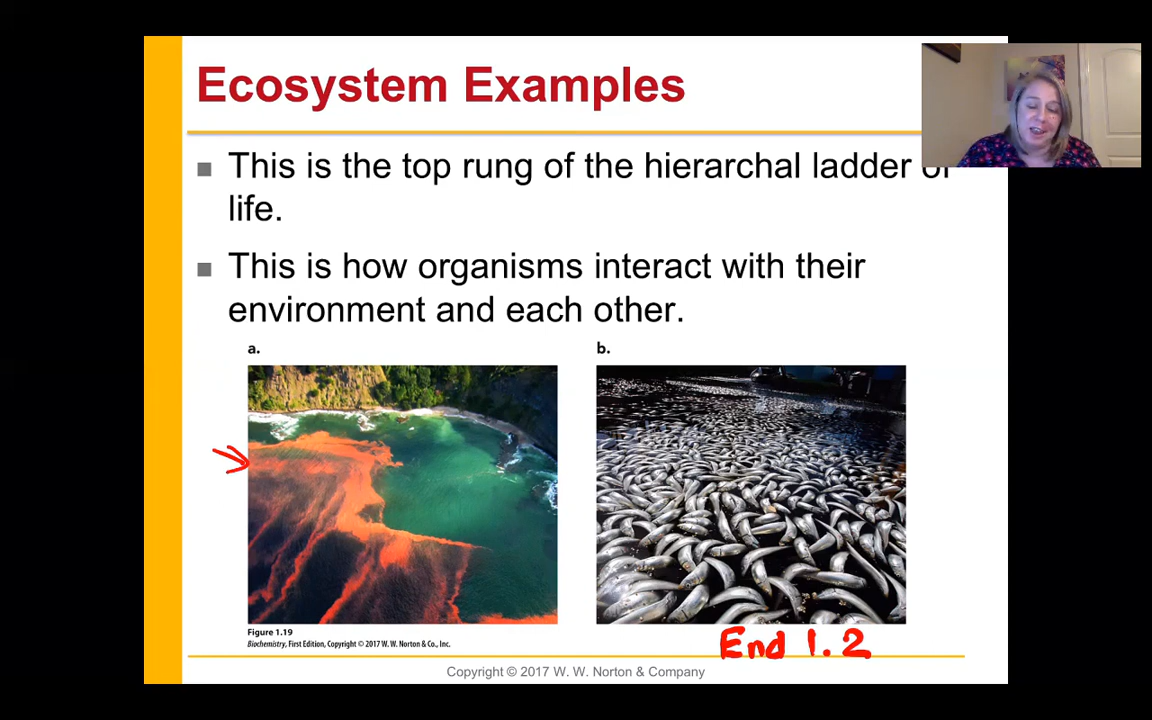 Ecosystem Examples
■ This is the top rung of the hierarchal ladder of
life.
■ This is how organisms interact with their
environment and each other.
a.
b.
Figure 1.19
Biochemistry, First Edition, Copyright © 2017 W. W. Norton & Co., Inc.
End 1.2
Copyright © 2017 W. W. Norton & Company